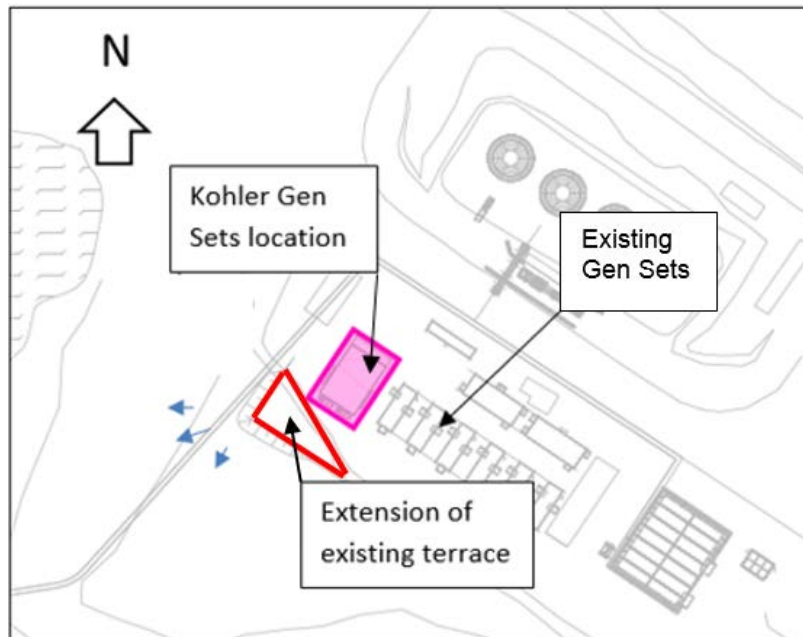 N
Kohler Gen
Sets location
Existing
Gen Sets
Extension of
existing terrace